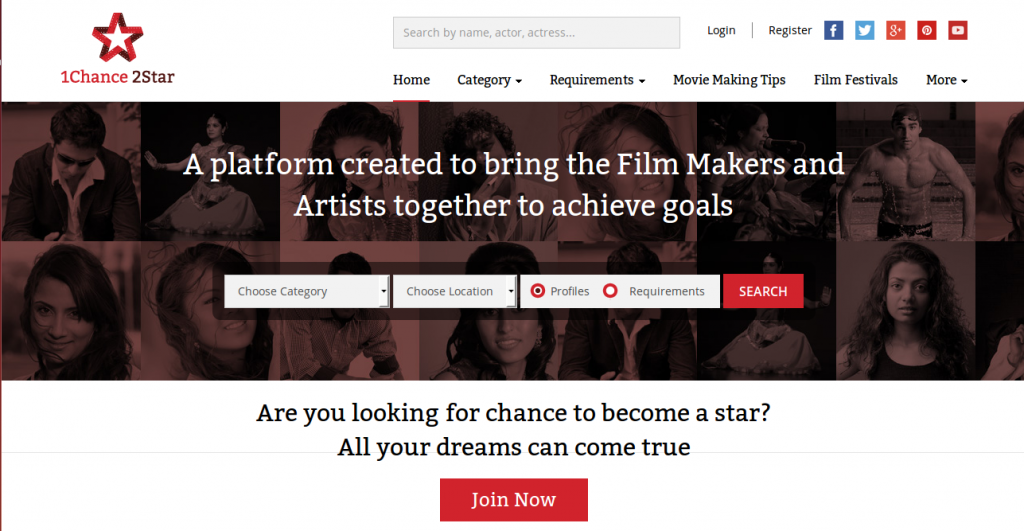 Search by name, actor, actress...
Login
Register
f
g+
1Chance 2Star
Home
Category
Requirements
Movie Making Tips
Film Festivals
More
A platform created to bring the Film Makers and
Artists together to achieve goals
Choose Category
Choose Location
Profiles
Requirements
SEARCH
Are you looking for chance to become a star?
All your dreams can come true
Join Now